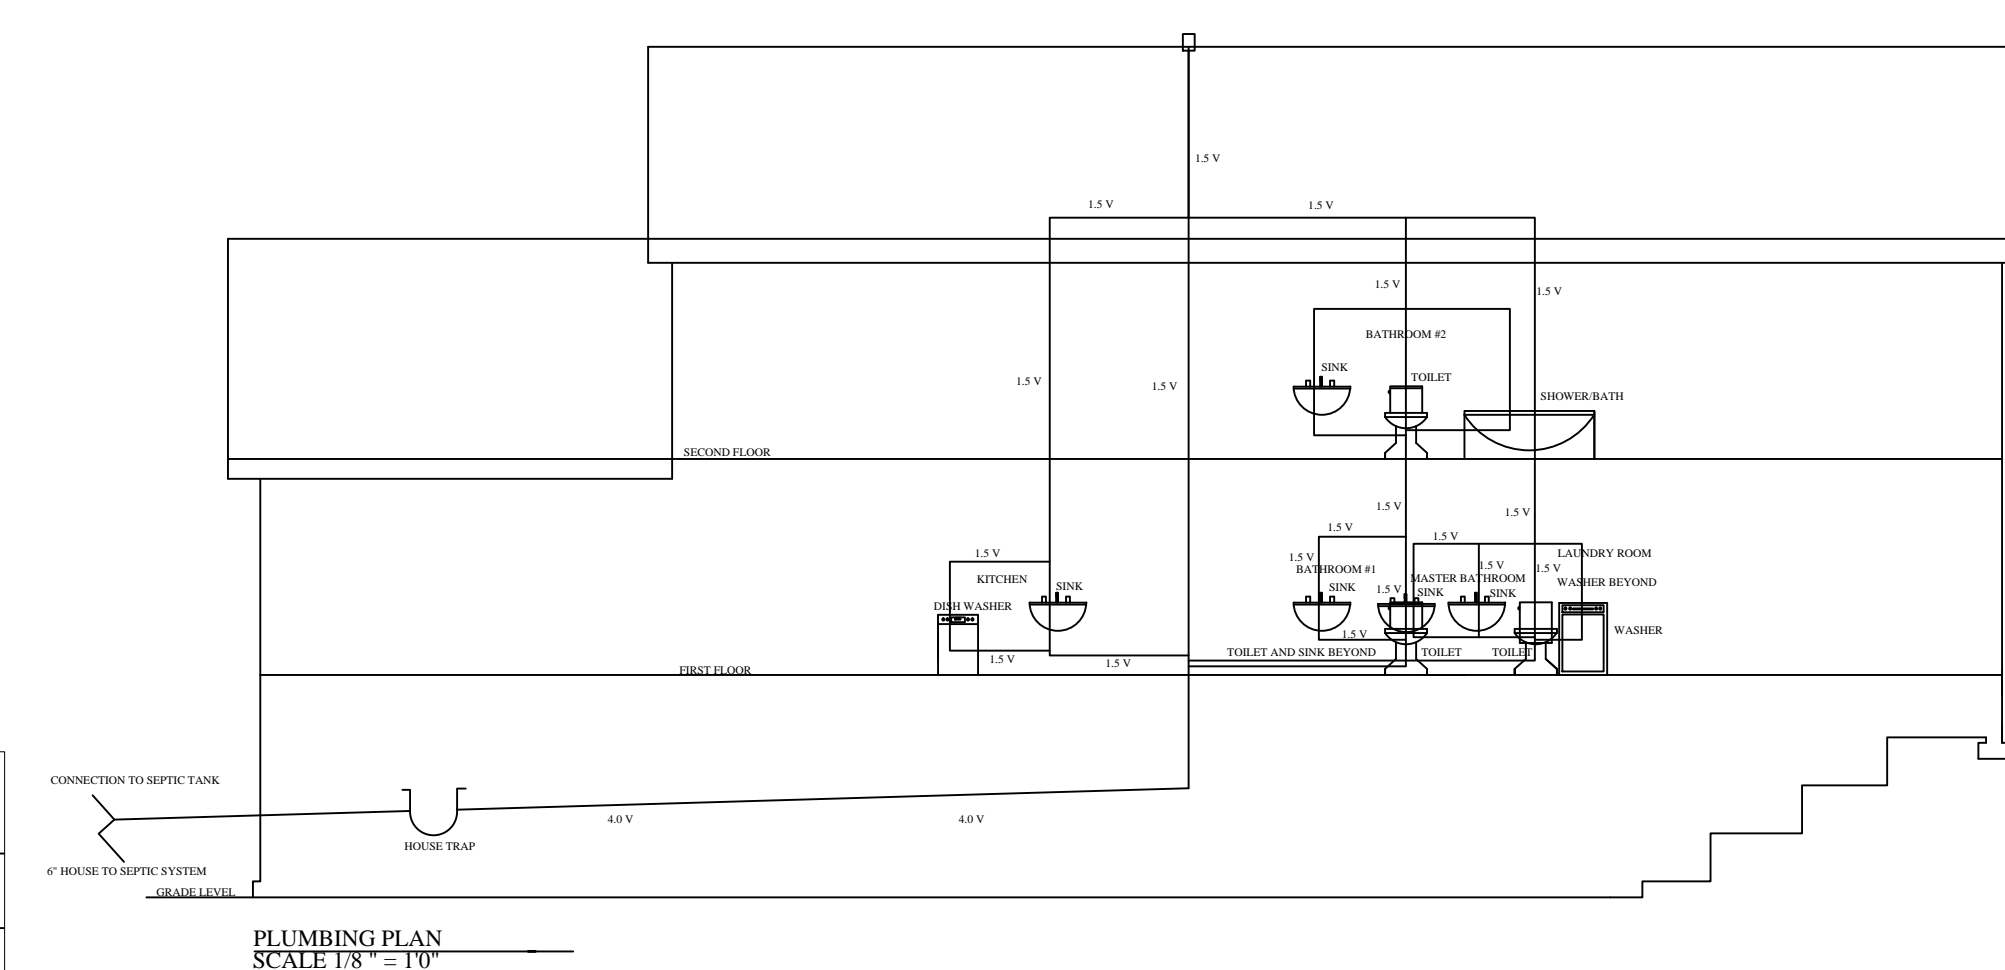 1.5 V
1.5 V
1.5 V
1.5 V
1.5 V
BATHROOM #2
SINK
TOILET
1.5 V
1.5 V
SHOWER/BATH
SECOND FLOOR
1.5 V
1.5 V
1.5 V
1.5 V
1.5 V
1.5 V
LAUNDRY ROOM
1.5 V
1.5 V
BATHROOM #1
KITCHEN
SINK
SINK
1.5 V
MASTER BATHROOM
SINK
SINK
WASHER BEYOND
DISH WASHER
WASHER
1.5 V
1.5 V
1.5 V
TOILET AND SINK BEYOND
TOILET
TOILET
FIRST FLOOR
CONNECTION TO SEPTIC TANK
4.0 V
4.0 V
HOUSE TRAP
6" HOUSE TO SEPTIC SYSTEM
GRADE LEVEL
PLUMBING PLAN
SCALE 1/8 " = 1'0"